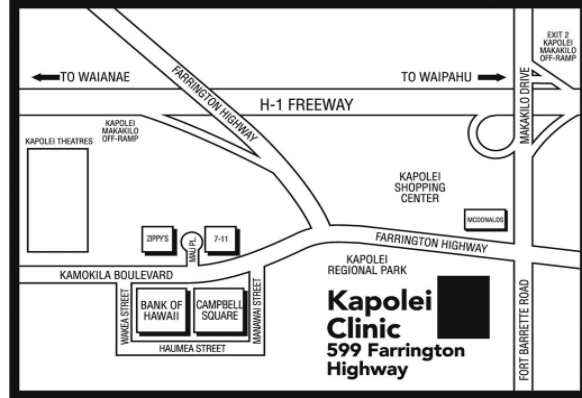 EXIT 2
KAPOLEI
MAKAKILO
OFF-RAMP
TO WAIANAE
FARRINGTON HIGHWAY
TO WAIPAHU
MAKAKILO DRIVE
H-1 FREEWAY
KAPOLEI
MAKAKILO
OFF-RAMP
KAPOLEI THEATRES
KAPOLEI
SHOPPING
CENTER
MCDONALDS
ZIPPY'S
MAU PL.
7-11
FARRINGTON HIGHWAY
KAPOLEI
REGIONAL PARK
KAMOKILA BOULEVARD
WAKEA STREET
BANK OF
HAWAII
CAMPBELL
SQUARE
MANAWAI STREET
HAUMEA STREET
Kapolei
Clinic
599 Farrington
Highway
FORT BARRETTE ROAD